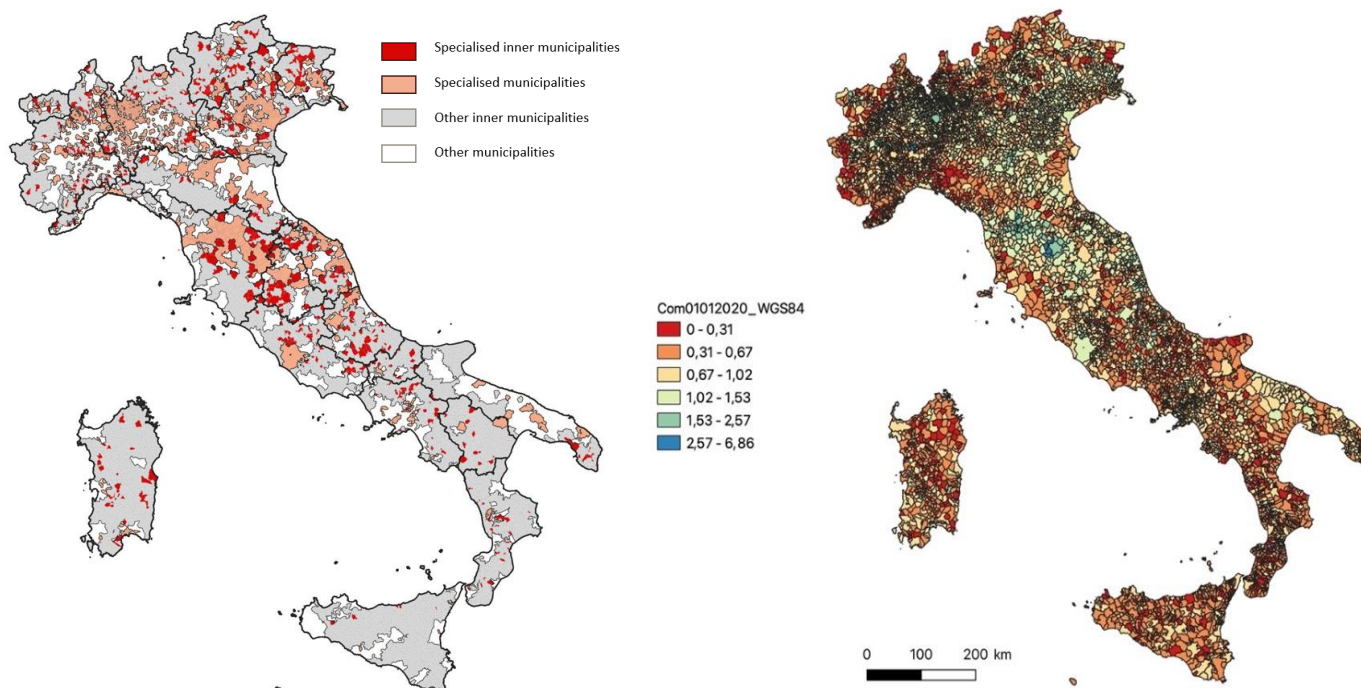 Specialised inner municipalities
Specialised municipalities
Other inner municipalities
Other municipalities
Com01012020_WGS84
0 - 0,31
0,31 - 0,67
0,67 - 1,02
1,02 - 1,53
1,53 - 2,57
2,57 - 6,86
0 100 200 km